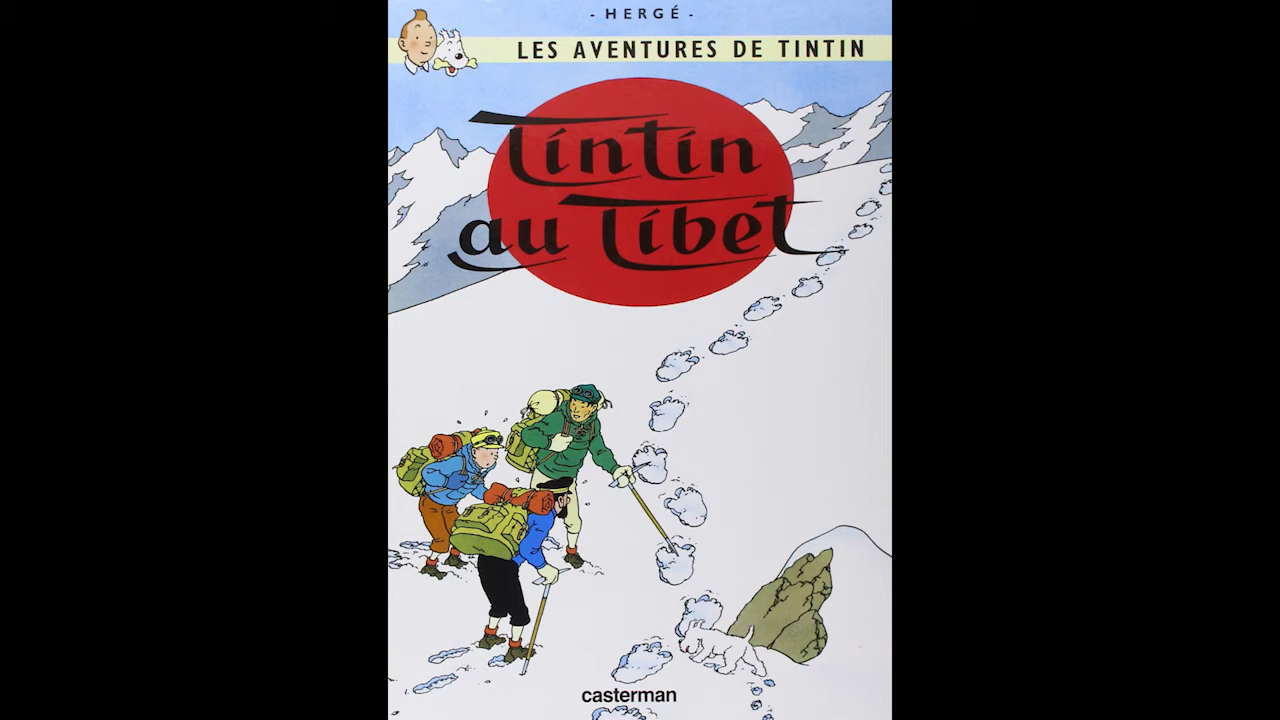 - HERGÉ -
LES AVENTURES DE TINTIN
Tintin
au Tibet
casterman